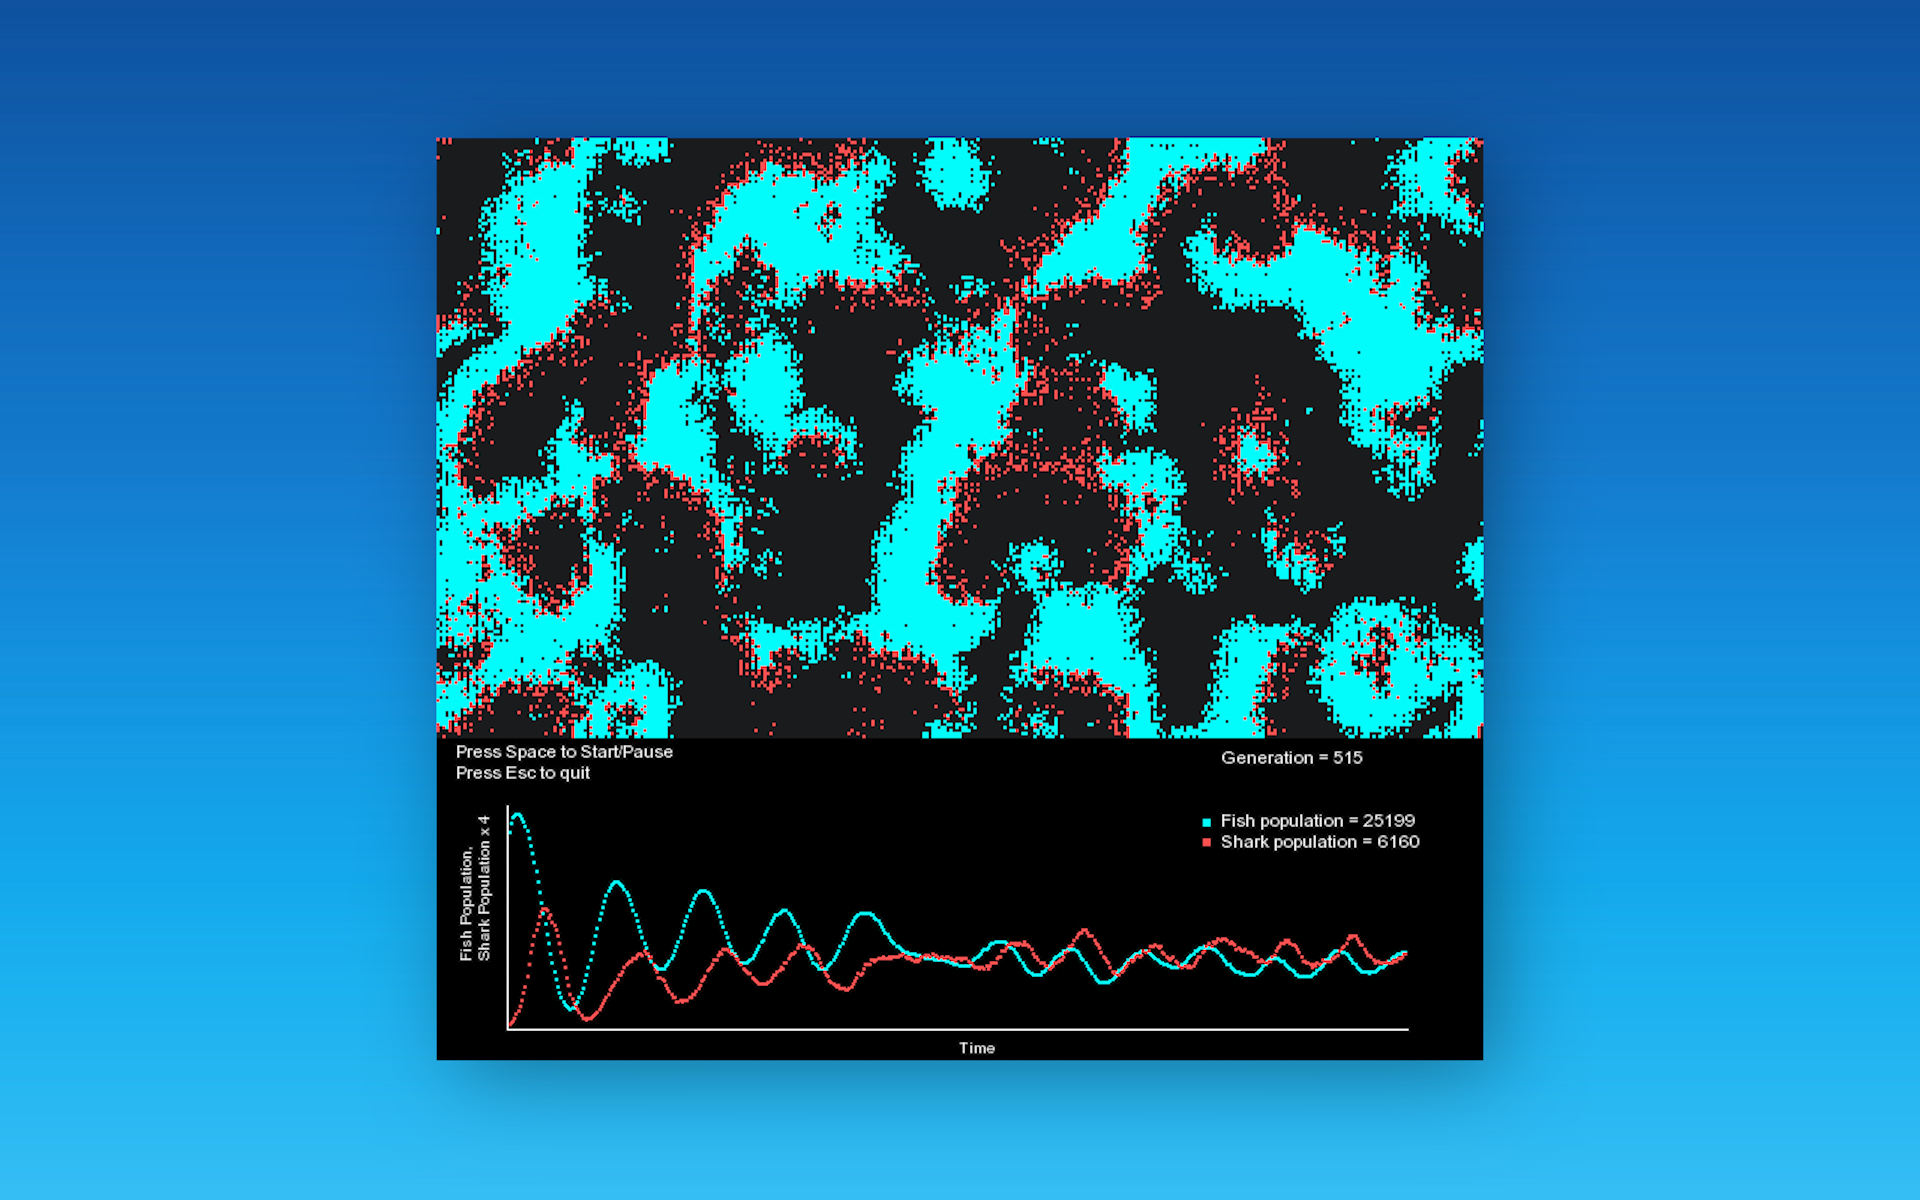 Press Space to Start/Pause
Press Esc to quit
Generation = 515
Fish population = 25199
Shark population = 6160
Fish Population,
Shark Population x 4
Time